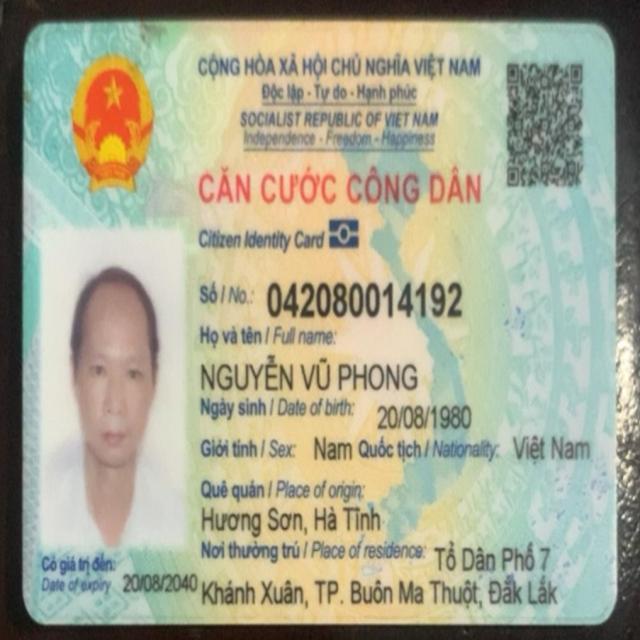 CỘNG HÒA XÃ HỘI CHỦ NGHĨA VIỆT NAM
Độc lập - Tự do - Hạnh phúc
SOCIALIST REPUBLIC OF VIET NAM
Independence - Freedom - Happiness
CĂN CƯỚC CÔNG DÂN
Citizen Identity Card
Số / No.: 042080014192
Họ và tên / Full name:
NGUYỄN VŨ PHONG
Ngày sinh / Date of birth: 20/08/1980
Giới tính / Sex: Nam Quốc tịch / Nationality: Việt Nam
Quê quán / Place of origin:
Hương Sơn, Hà Tĩnh
Nơi thường trú / Place of residence: Tổ Dân Phố 7
Khánh Xuân, TP. Buôn Ma Thuột, Đắk Lắk
Có giá trị đến:
Date of expiry 20/08/2040